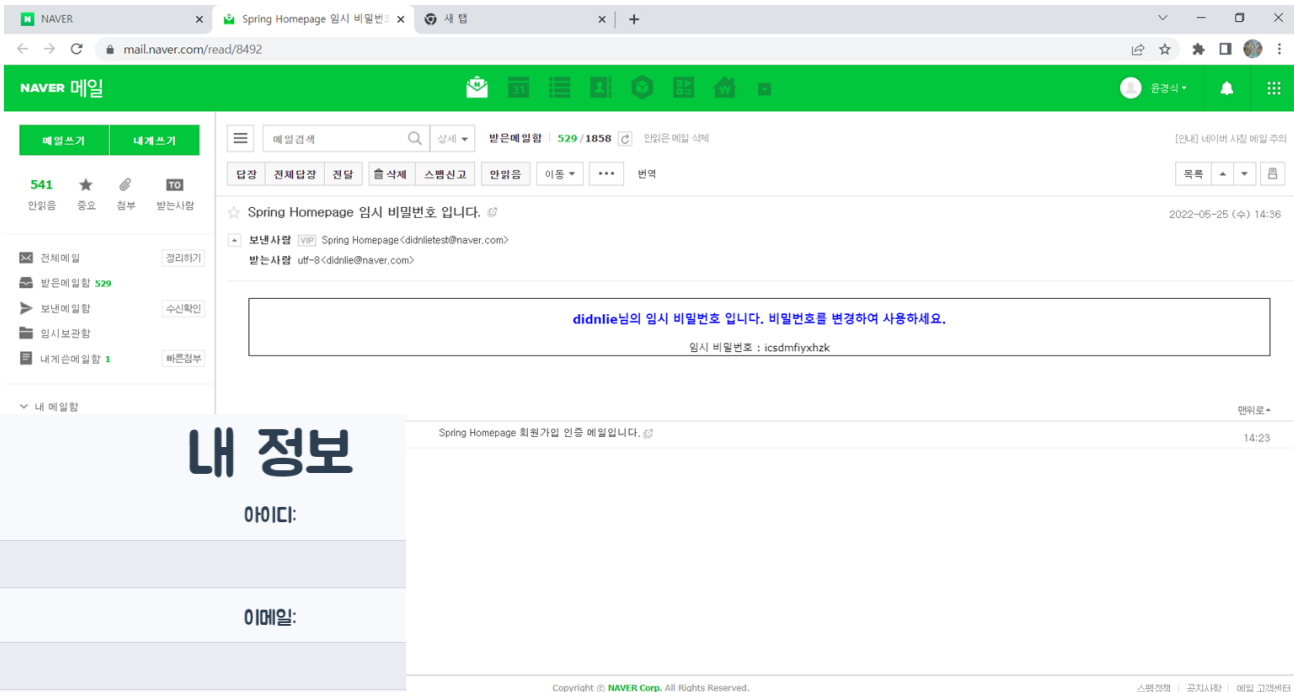 NAVER
Spring Homepage 임시 비밀번호
새 탭
mail.naver.com/read/8492
NAVER 메일
31
윤경식
메일쓰기 내게쓰기
메일검색 상세 받은메일함 529/1858 안읽은 메일 삭제
[안내] 네이버 사칭 메일 주의
답장 전체답장 전달 삭제 스팸신고 안읽음 이동 ••• 번역
목록
541 TO
안읽음 중요 첨부 받는사람
Spring Homepage 임시 비밀번호 입니다.
2022-05-25 (수) 14:36
보낸사람 VIP Spring Homepage<didnlietest@naver.com>
받는사람 utf-8<didnlie@naver.com>
전체메일 정리하기
받은메일함 529
보낸메일함 수신확인
임시보관함
내게쓴메일함 1 빠른첨부
내 메일함
didnlie님의 임시 비밀번호 입니다. 비밀번호를 변경하여 사용하세요.
임시 비밀번호 : icsdmfiyxhzk
맨위로
Spring Homepage 회원가입 인증 메일입니다.
14:23
내 정보
아이디:
이메일:
Copyright © NAVER Corp. All Rights Reserved.
스팸정책 | 공지사항 | 메일 고객센터